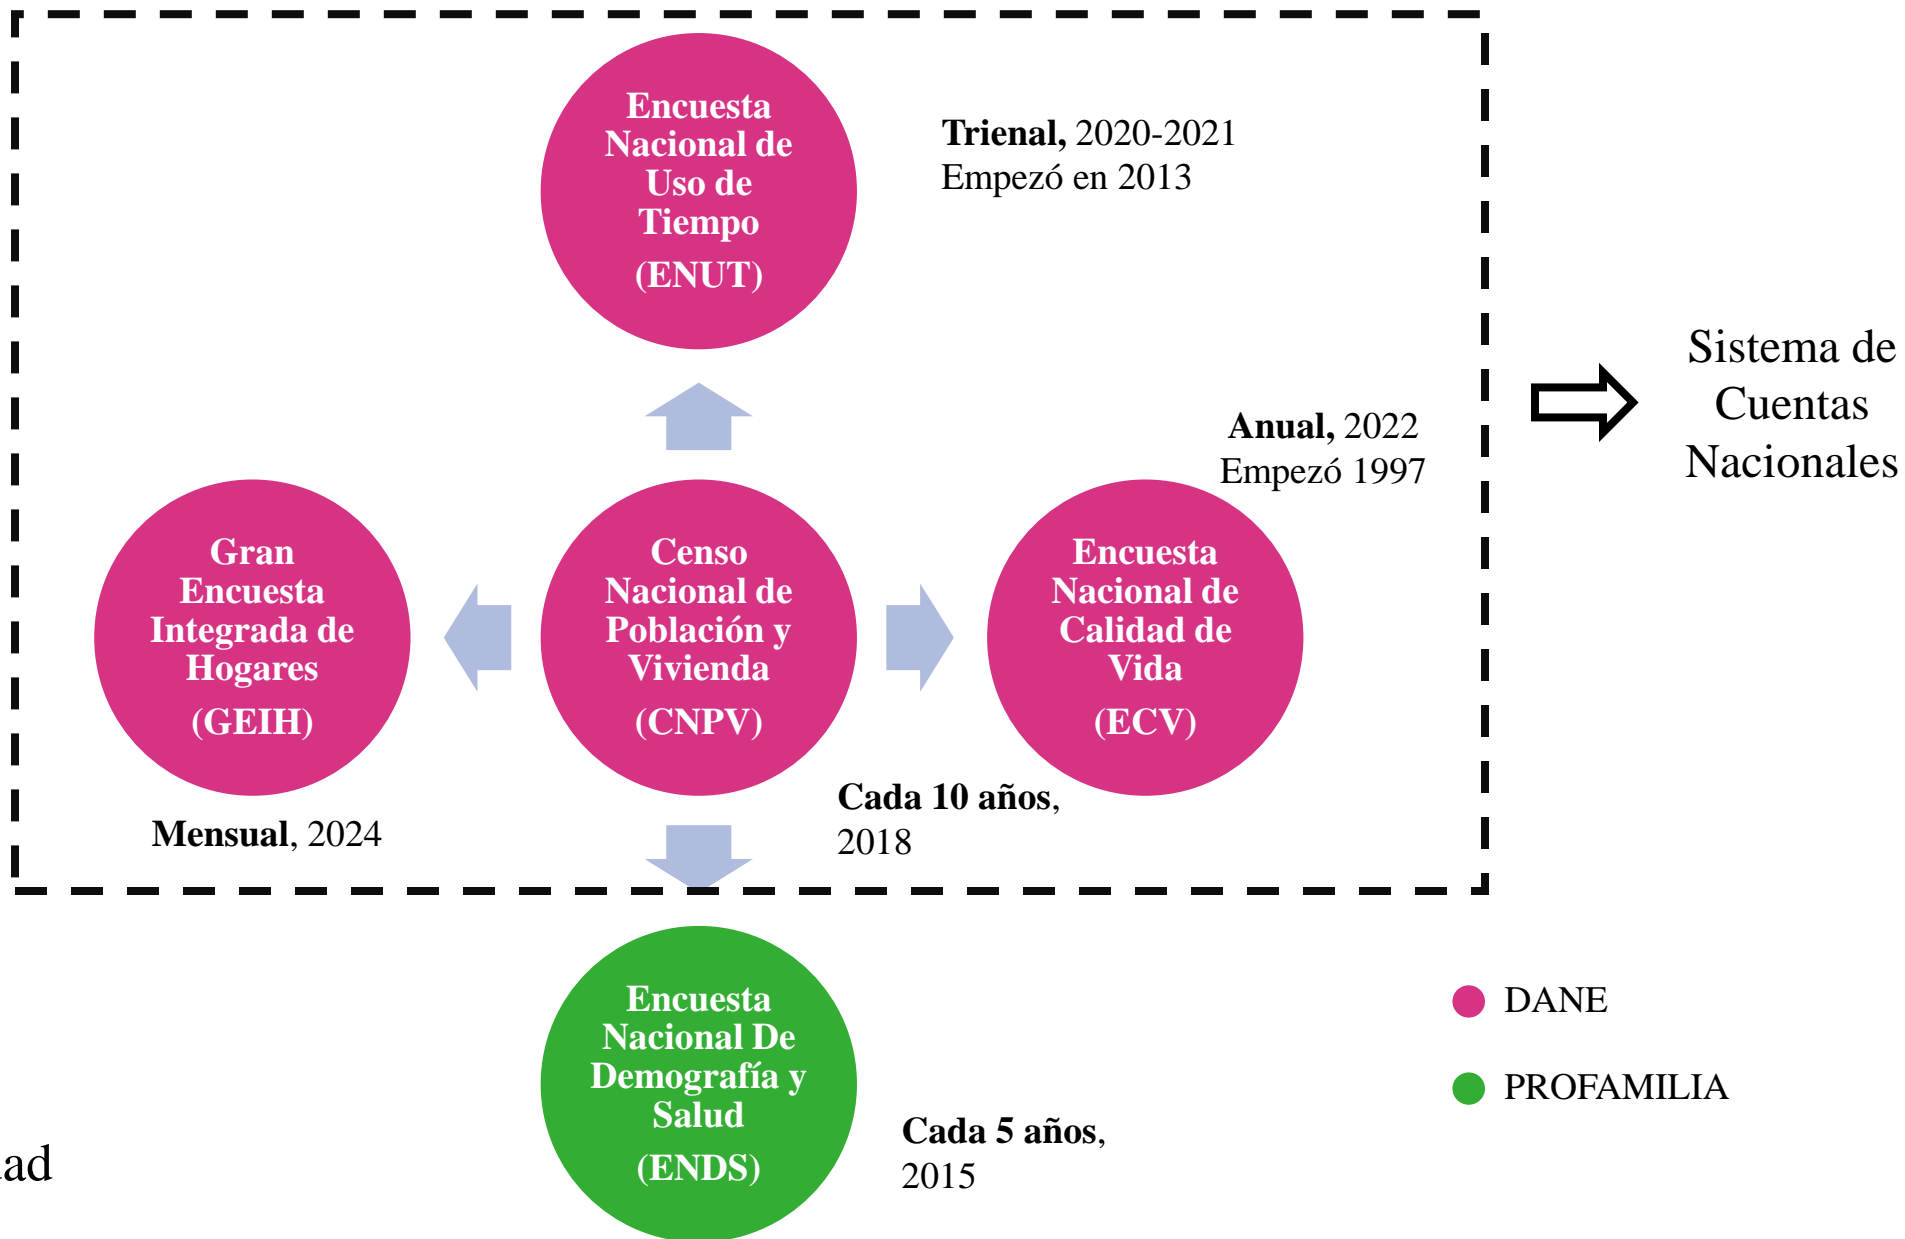 Encuesta
Nacional de
Uso de
Tiempo
(ENUT)
Trienal, 2020-2021
Empezó en 2013
Sistema de
Cuentas
Nacionales
Anual, 2022
Empezó 1997
Gran
Encuesta
Integrada de
Hogares
(GEIH)
Mensual, 2024
Censo
Nacional de
Población y
Vivienda
(CNPV)
Cada 10 años,
2018
Encuesta
Nacional de
Calidad de
Vida
(ECV)
Encuesta
Nacional De
Demografía y
Salud
(ENDS)
Cada 5 años,
2015
DANE
PROFAMILIA